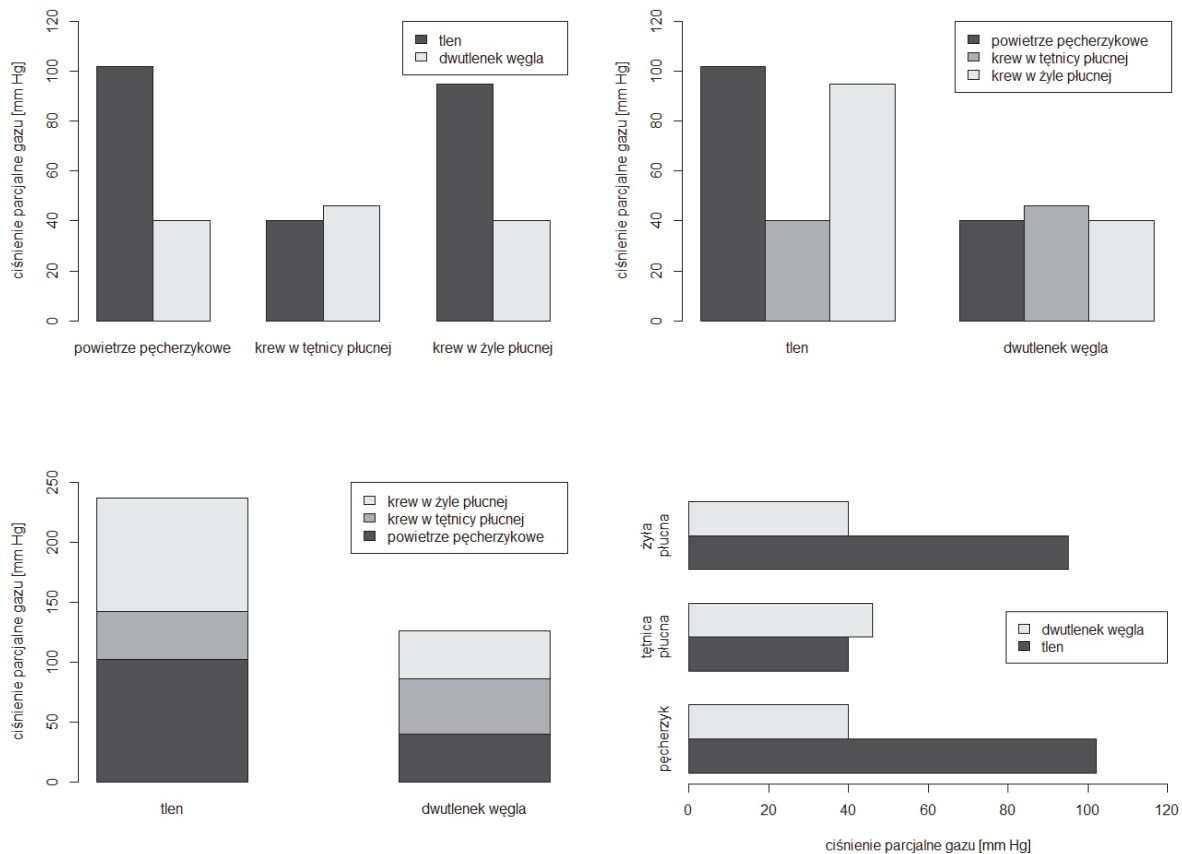 ciśnienie parcjalne gazu [mm Hg]
0
20
40
60
80
100
120
tlen
dwutlenek węgla
powietrze pęcherzykowe
krew w tętnicy płucnej
krew w żyle płucnej
ciśnienie parcjalne gazu [mm Hg]
0
20
40
60
80
100
120
powietrze pęcherzykowe
krew w tętnicy płucnej
krew w żyle płucnej
tlen
dwutlenek węgla
ciśnienie parcjalne gazu [mm Hg]
0
50
100
150
200
250
krew w żyle płucnej
krew w tętnicy płucnej
powietrze pęcherzykowe
tlen
dwutlenek węgla
żyła
płucna
tętnica
płucna
pęcherzyk
dwutlenek węgla
tlen
0
20
40
60
80
100
120
ciśnienie parcjalne gazu [mm Hg]